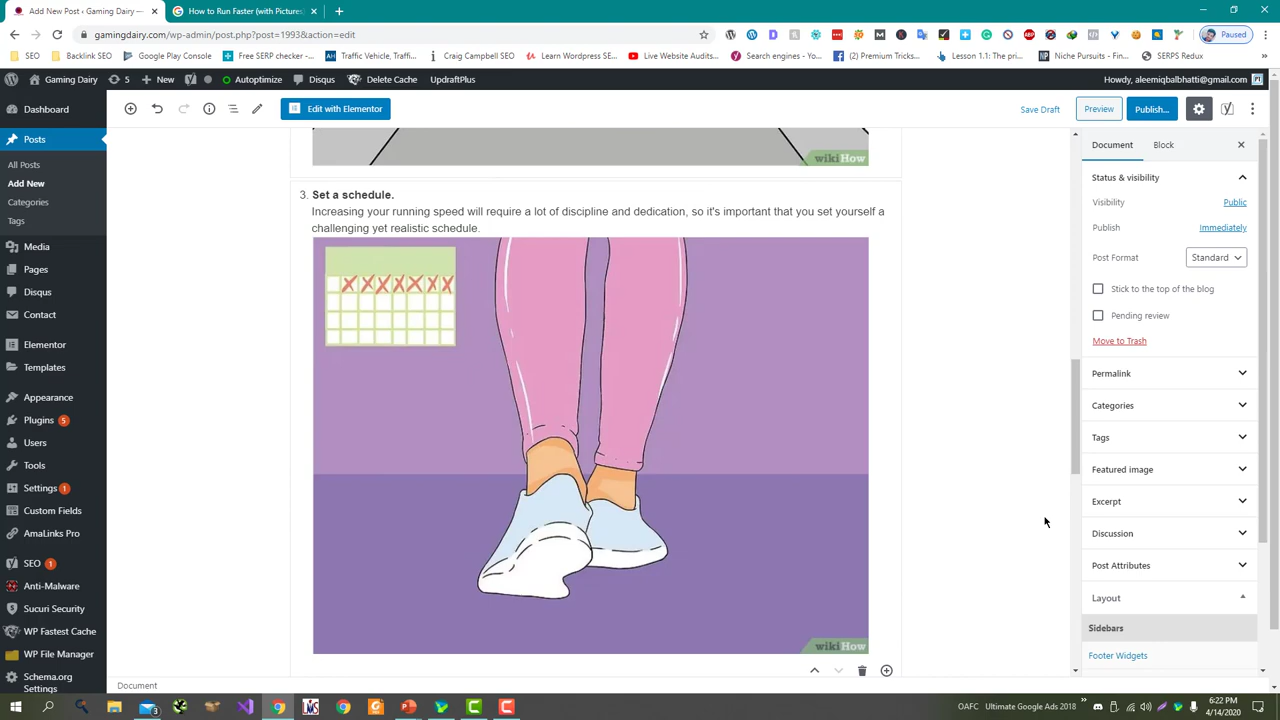 Add New Post ‹ Gaming Dairy —
How to Run Faster (with Pictures)
gamingdairy.com/wp-admin/post.php?post=1993&action=edit
Paused
SEO
Backlink SEO
Google Play Console
Free SERP checker -...
Traffic Vehicle, Traffi...
Craig Campbell SEO
Learn Wordpress SE...
Live Website Audits...
Search engines - Yo...
(2) Premium Tricks...
Lesson 1.1: The pri...
Niche Pursuits - Fin...
SERPS Redux
Gaming Dairy
5
New
SEO
Autoptimize
Disqus
Delete Cache
UpdraftPlus
Howdy, aleemiqbalbhatti@gmail.com
Dashboard
Posts
All Posts
Add New
Categories
Tags
Media
Pages
Disqus
Contact
Elementor
Templates
Appearance
Plugins 5
Users
Tools
Settings 1
Custom Fields
AmaLinks Pro
SEO 1
Anti-Malware
Sucuri Security
WP Fastest Cache
WP File Manager
Schema.org
Settings
Edit with Elementor
Save Draft
Preview
Publish...
wikiHow
3. Set a schedule.
Increasing your running speed will require a lot of discipline and dedication, so it's important that you set yourself a
challenging yet realistic schedule.
wikiHow
Document
Document
Block
Status & visibility
Visibility
Public
Publish
Immediately
Post Format
Standard
Stick to the top of the blog
Pending review
Move to Trash
Permalink
Categories
Tags
Featured image
Excerpt
Discussion
Post Attributes
Layout
Sidebars
Footer Widgets
OAFC
Ultimate Google Ads 2018
6:22 PM
4/14/2020